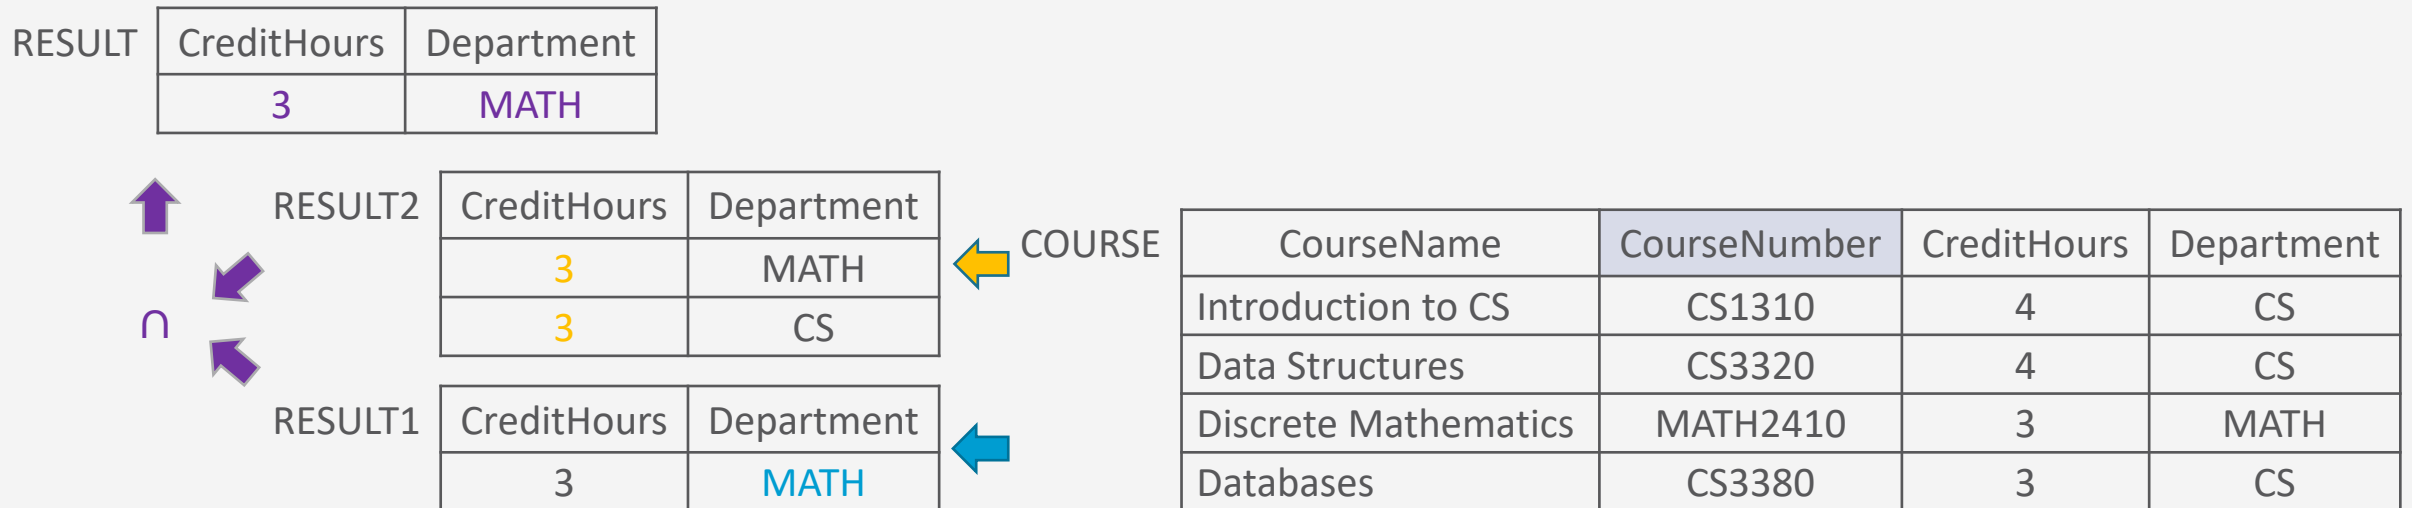 RESULT CreditHours Department
3 MATH
RESULT2 CreditHours Department
3 MATH
3 CS
∩
RESULT1 CreditHours Department
3 MATH
COURSE CourseName CourseNumber CreditHours Department
Introduction to CS CS1310 4 CS
Data Structures CS3320 4 CS
Discrete Mathematics MATH2410 3 MATH
Databases CS3380 3 CS